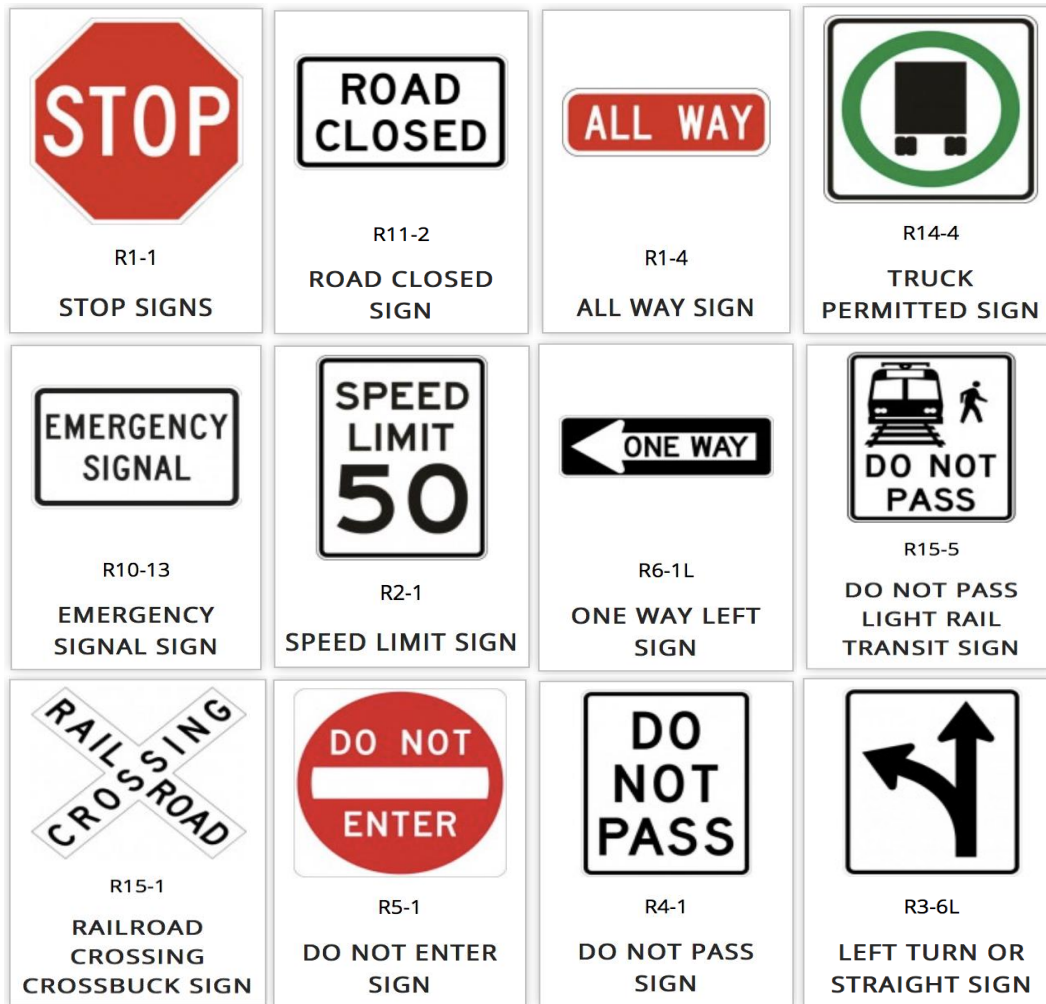 STOP
R1-1
STOP SIGNS
ROAD
CLOSED
R11-2
ROAD CLOSED
SIGN
ALL WAY
R1-4
ALL WAY SIGN
R14-4
TRUCK
PERMITTED SIGN
EMERGENCY
SIGNAL
R10-13
EMERGENCY
SIGNAL SIGN
SPEED
LIMIT
50
R2-1
SPEED LIMIT SIGN
ONE WAY
R6-1L
ONE WAY LEFT
SIGN
DO NOT
PASS
R15-5
DO NOT PASS
LIGHT RAIL
TRANSIT SIGN
RAILROAD
CROSSING
R15-1
RAILROAD
CROSSING
CROSSBUCK SIGN
DO NOT
ENTER
R5-1
DO NOT ENTER
SIGN
DO
NOT
PASS
R4-1
DO NOT PASS
SIGN
R3-6L
LEFT TURN OR
STRAIGHT SIGN